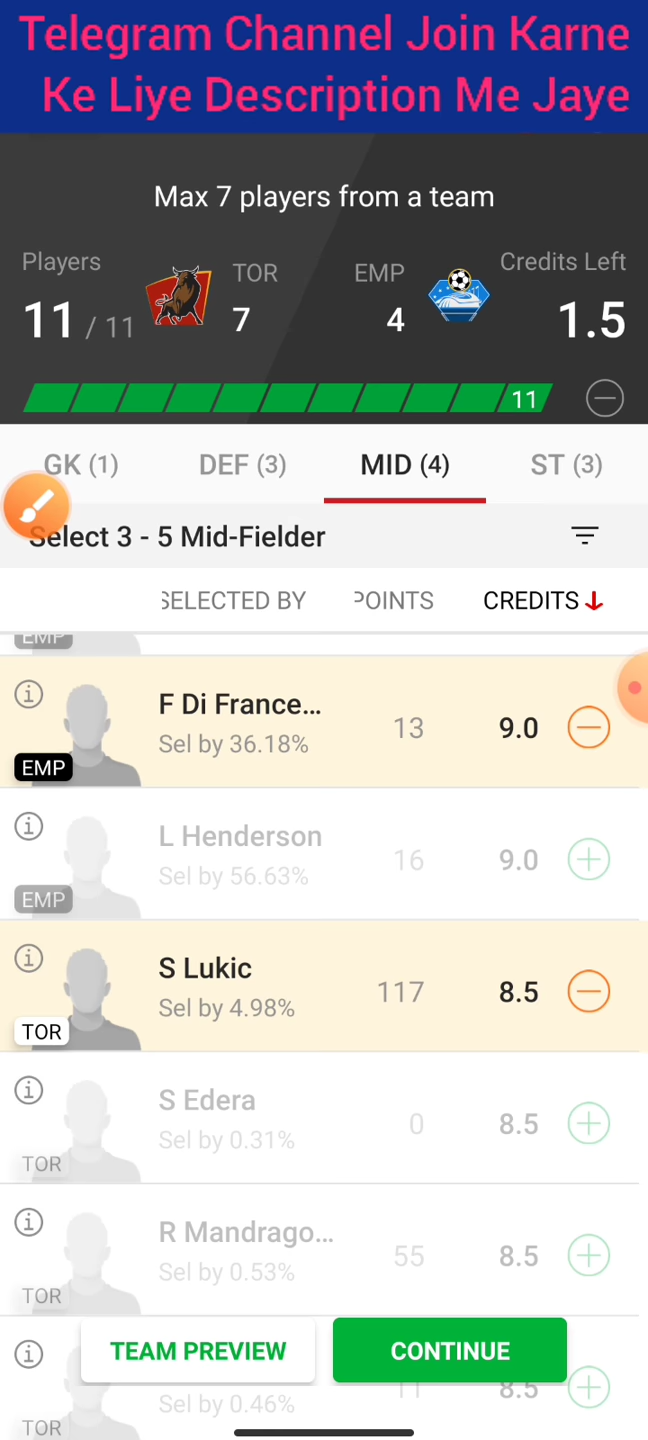 Telegram Channel Join Karne
Ke Liye Description Me Jaye
Max 7 players from a team
Players
11 / 11
TOR
7
EMP
4
Credits Left
1.5
11
GK (1)
DEF (3)
MID (4)
ST (3)
Select 3 - 5 Mid-Fielder
SELECTED BY
POINTS
CREDITS
EMP
F Di France...
Sel by 36.18%
13
9.0
EMP
L Henderson
Sel by 56.63%
16
9.0
EMP
S Lukic
Sel by 4.98%
117
8.5
TOR
S Edera
Sel by 0.31%
0
8.5
TOR
R Mandrago...
Sel by 0.53%
55
8.5
TOR
TEAM PREVIEW
CONTINUE
Sel by 0.46%
11
8.5
TOR